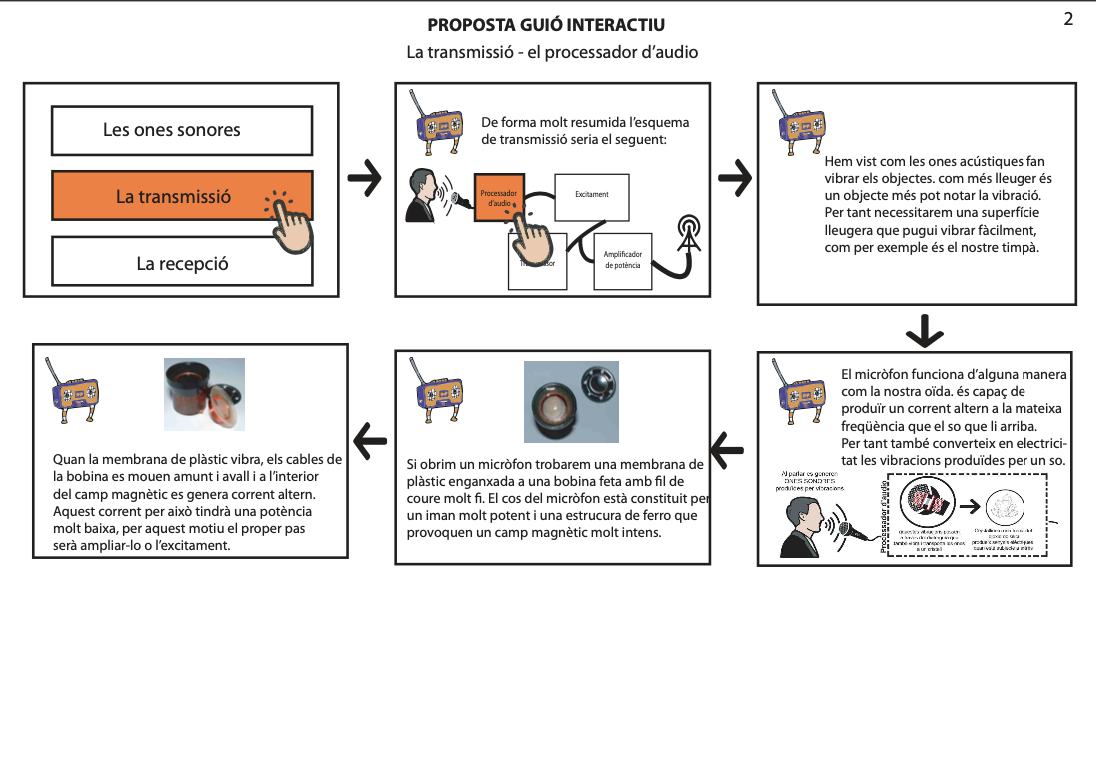 2
PROPOSTA GUIÓ INTERACTIU
La transmissió - el processador d’audio
Les ones sonores
La transmissió
La recepció
De forma molt resumida l’esquema
de transmissió seria el seguent:
Processador
d’audio
Excitament
Amplificador
de potència
Hem vist com les ones acústiques fan
vibrar els objectes. com més lleuger és
un objecte més pot notar la vibració.
Per tant necessitarem una superfície
lleugera que pugui vibrar fàcilment,
com per exemple és el nostre timpà.
El micròfon funciona d’alguna manera
com la nostra oïda. és capaç de
produïr un corrent altern a la mateixa
freqüència que el so que li arriba.
Per tant també converteix en electrici-
tat les vibracions produïdes per un so.
Al parlar es generen
ONES SONORES
produïdes per vibracions
Processador d’audio
Si obrim un micròfon trobarem una membrana de
plàstic enganxada a una bobina feta amb fil de
coure molt fi. El cos del micròfon està constituit per
un iman molt potent i una estrucura de ferro que
provoquen un camp magnètic molt intens.
Quan la membrana de plàstic vibra, els cables de
la bobina es mouen amunt i avall i a l’interior
del camp magnètic es genera corrent altern.
Aquest corrent per això tindrà una potència
molt baixa, per aquest motiu el proper pas
serà ampliar-lo o l’excitament.